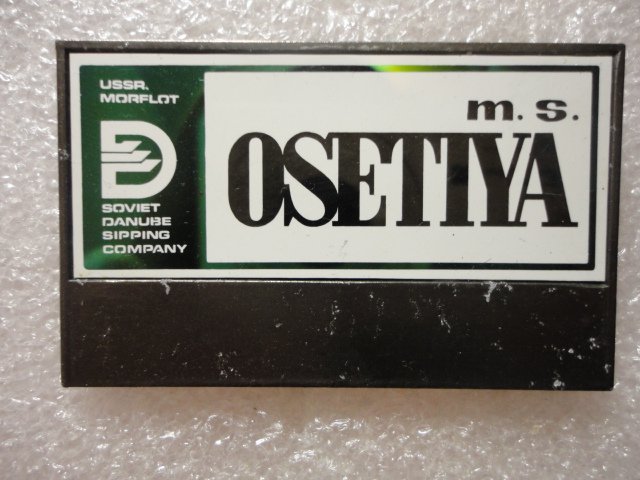 USSR.
MORFLOT
D
SOVIET
DANUBE
SIPPING
COMPANY
m. s.
OSETIYA